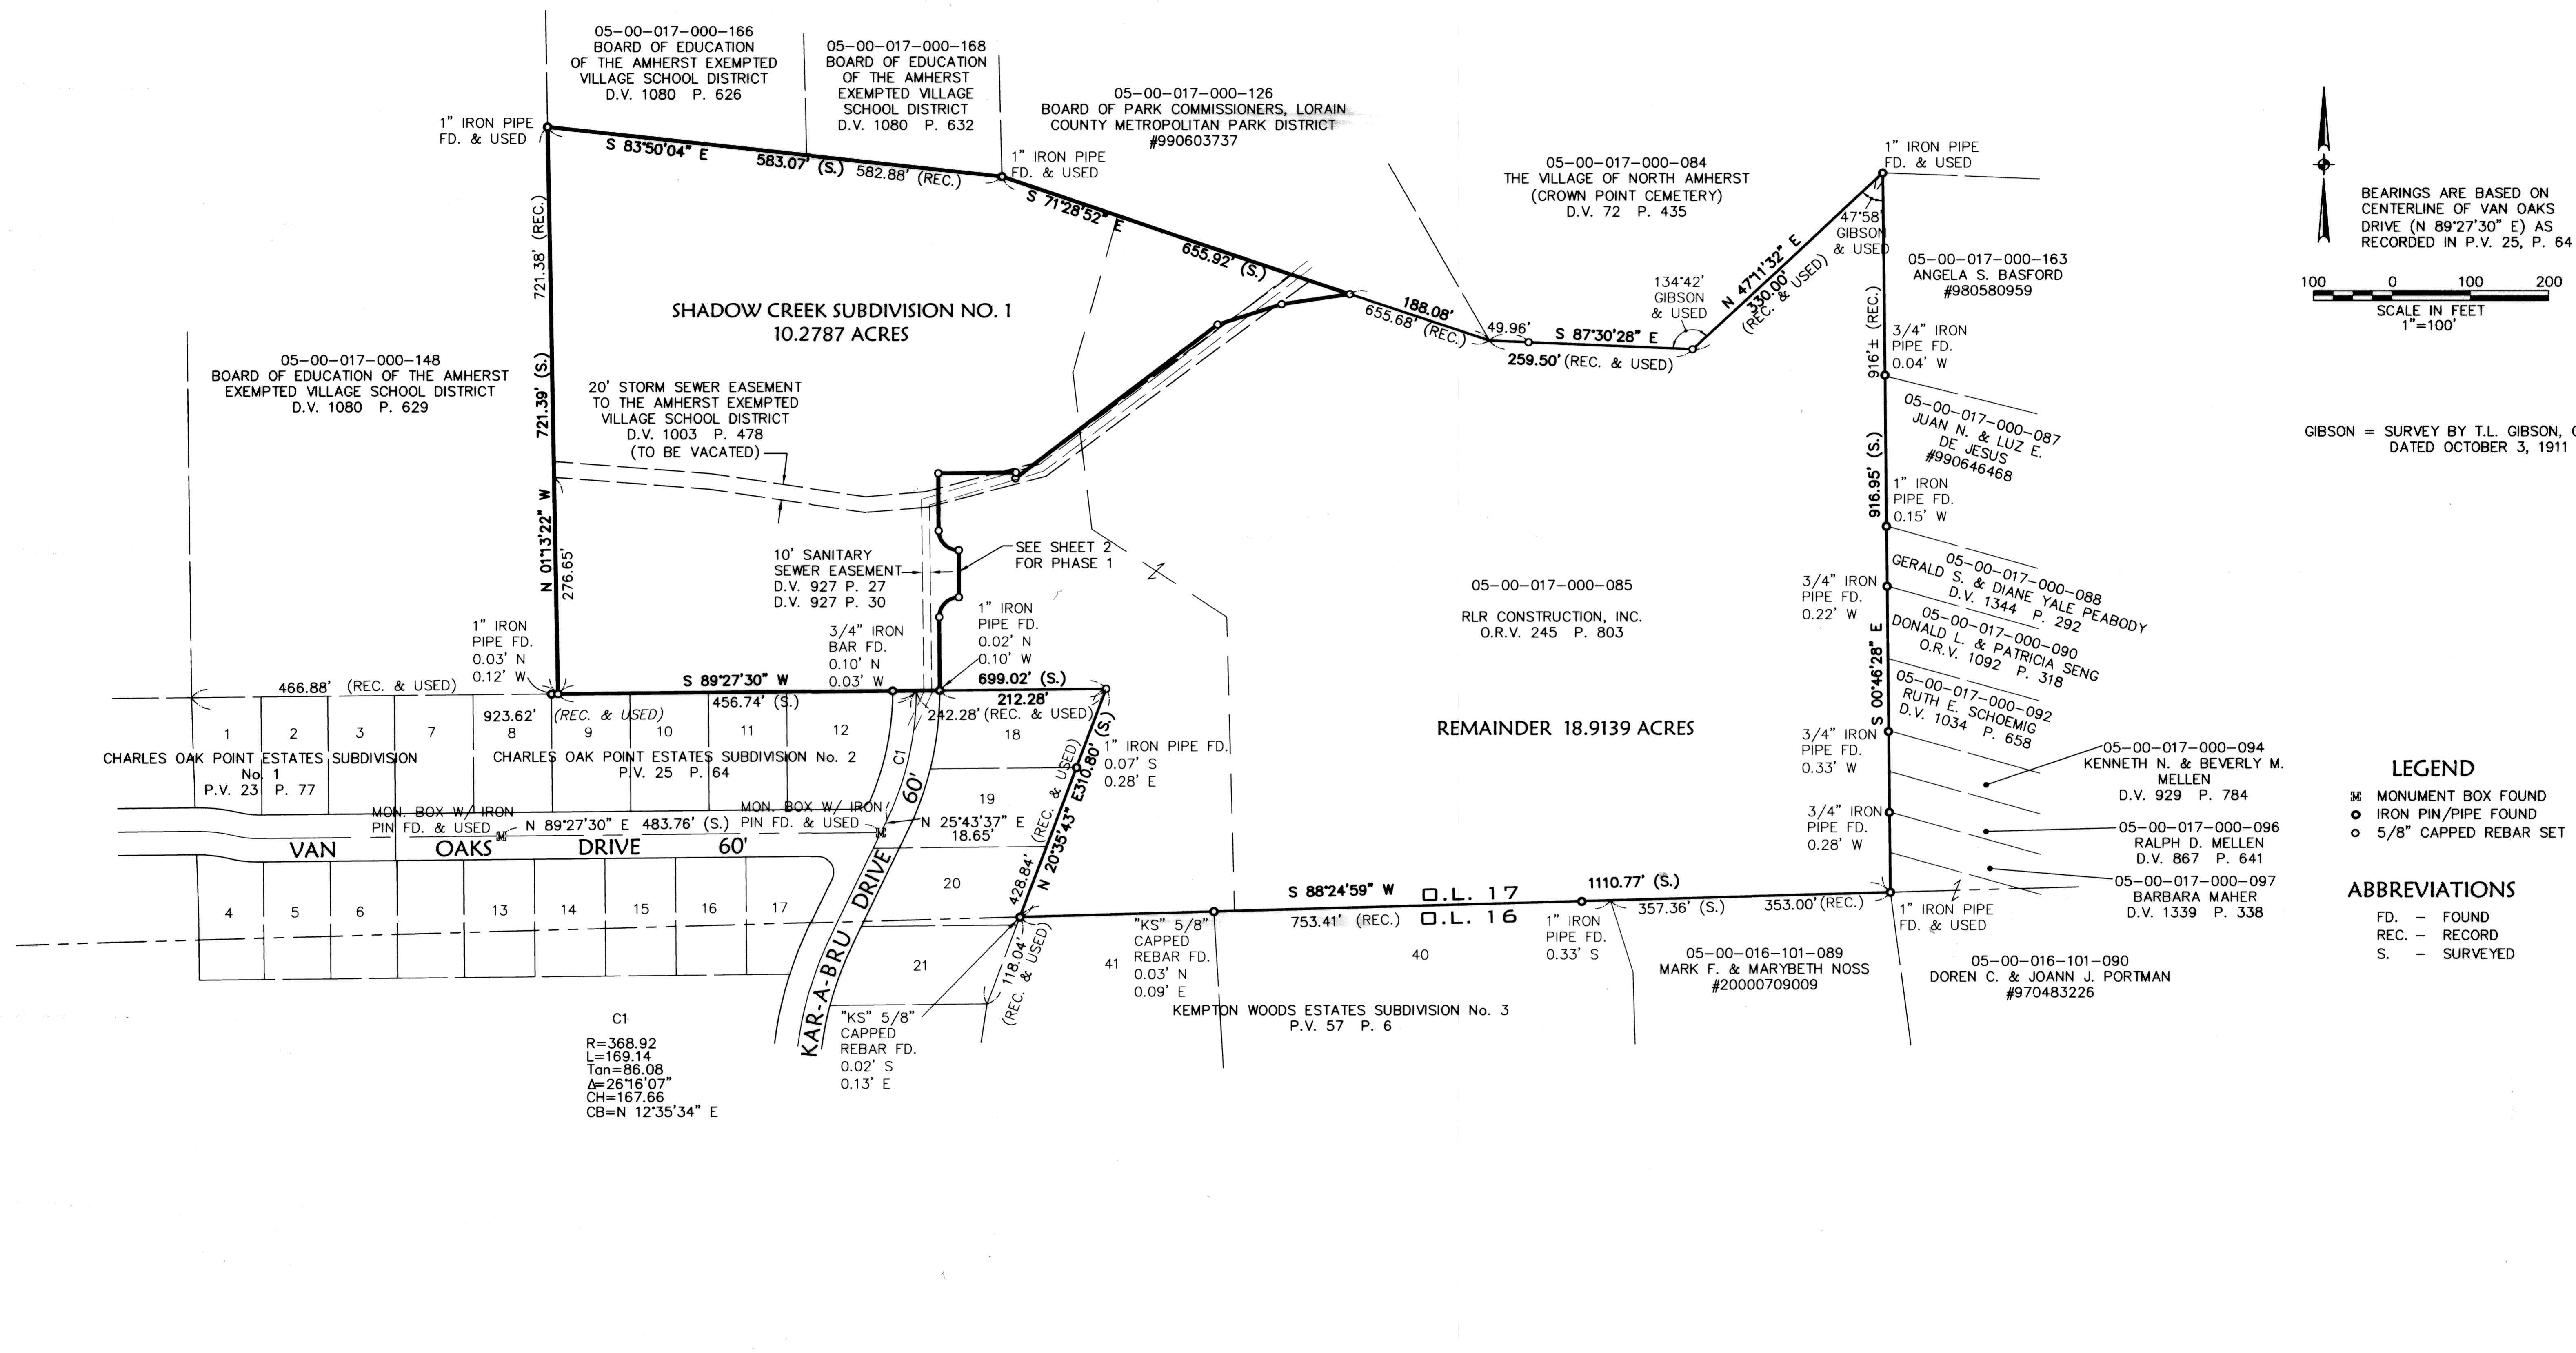 05-00-017-000-166
BOARD OF EDUCATION
OF THE AMHERST EXEMPTED
VILLAGE SCHOOL DISTRICT
D.V. 1080 P. 626
05-00-017-000-168
BOARD OF EDUCATION
OF THE AMHERST
EXEMPTED VILLAGE
SCHOOL DISTRICT
D.V. 1080 P. 632
05-00-017-000-126
BOARD OF PARK COMMISSIONERS, LORAIN
COUNTY METROPOLITAN PARK DISTRICT
#990603737
1" IRON PIPE
FD. & USED
S 83°50'04" E
583.07' (S.)
582.88' (REC.)
1" IRON PIPE
FD. & USED
S 71°28'52" E
655.92' (S.)
05-00-017-000-084
THE VILLAGE OF NORTH AMHERST
(CROWN POINT CEMETERY)
D.V. 72 P. 435
1" IRON PIPE
FD. & USED
47°58'
GIBSON
& USED
BEARINGS ARE BASED ON
CENTERLINE OF VAN OAKS
DRIVE (N 89°27'30" E) AS
RECORDED IN P.V. 25, P. 64
100 0 100 200
SCALE IN FEET
1"=100'
GIBSON = SURVEY BY T.L. GIBSON,
DATED OCTOBER 3, 1911
05-00-017-000-163
ANGELA S. BASFORD
#980580959
134°42'
GIBSON
& USED
N 47°11'32" E
330.00'
(REC. & USED)
188.08'
655.68' (REC.)
49.96'
S 87°30'28" E
259.50' (REC. & USED)
721.38' (REC.)
721.39' (S.)
N 01°13'22" W
276.65'
SHADOW CREEK SUBDIVISION NO. 1
10.2787 ACRES
05-00-017-000-148
BOARD OF EDUCATION OF THE AMHERST
EXEMPTED VILLAGE SCHOOL DISTRICT
D.V. 1080 P. 629
20' STORM SEWER EASEMENT
TO THE AMHERST EXEMPTED
VILLAGE SCHOOL DISTRICT
D.V. 1003 P. 478
(TO BE VACATED)
10' SANITARY
SEWER EASEMENT
D.V. 927 P. 27
D.V. 927 P. 30
SEE SHEET 2
FOR PHASE 1
916'± (REC.)
916.95' (S.)
S 00°46'28" E
3/4" IRON
PIPE FD.
0.04' W
05-00-017-000-087
JUAN N. & LUZ E.
DE JESUS
#990646468
1" IRON
PIPE FD.
0.15' W
05-00-017-000-088
GERALD S. & DIANE YALE PEABODY
D.V. 1344 P. 292
3/4" IRON
PIPE FD.
0.22' W
05-00-017-000-090
DONALD L. & PATRICIA SENG
O.R.V. 1092 P. 318
05-00-017-000-092
RUTH E. SCHOEMIG
D.V. 1034 P. 658
3/4" IRON
PIPE FD.
0.33' W
05-00-017-000-094
KENNETH N. & BEVERLY M.
MELLEN
D.V. 929 P. 784
3/4" IRON
PIPE FD.
0.28' W
05-00-017-000-096
RALPH D. MELLEN
D.V. 867 P. 641
05-00-017-000-097
BARBARA MAHER
D.V. 1339 P. 338
05-00-017-000-085
RLR CONSTRUCTION, INC.
O.R.V. 245 P. 803
REMAINDER 18.9139 ACRES
1" IRON
PIPE FD.
0.03' N
0.12' W
3/4" IRON
BAR FD.
0.10' N
0.03' W
1" IRON
PIPE FD.
0.02' N
0.10' W
466.88' (REC. & USED)
S 89°27'30" W
699.02' (S.)
456.74' (S.)
212.28'
923.62' (REC. & USED)
242.28' (REC. & USED)
1 2 3 7 8 9 10 11 12 18
CHARLES OAK POINT ESTATES SUBDIVISION
No. 1
P.V. 23 P. 77
CHARLES OAK POINT ESTATES SUBDIVISION No. 2
P.V. 25 P. 64
C1
60'
1" IRON PIPE FD.
0.07' S
0.28' E
N 20°35'43" E 310.80' (S.)
428.84' (REC. & USED)
19
MON. BOX W/ IRON
PIN FD. & USED
N 89°27'30" E 483.76' (S.)
MON. BOX W/ IRON
PIN FD. & USED
N 25°43'37" E
18.65'
VAN OAKS DRIVE 60'
KAR-A-BRU DRIVE
20
4 5 6 13 14 15 16 17
21
118.04'
(REC. & USED)
S 88°24'59" W
O.L. 17
1110.77' (S.)
753.41' (REC.)
O.L. 16
357.36' (S.)
353.00' (REC.)
"KS" 5/8"
CAPPED
REBAR FD.
0.03' N
0.09' E
41
40
1" IRON
PIPE FD.
0.33' S
1" IRON PIPE
FD. & USED
05-00-016-101-089
MARK F. & MARYBETH NOSS
#20000709009
05-00-016-101-090
DOREN C. & JOANN J. PORTMAN
#970483226
KEMPTON WOODS ESTATES SUBDIVISION No. 3
P.V. 57 P. 6
"KS" 5/8"
CAPPED
REBAR FD.
0.02' S
0.13' E
C1
R=368.92
L=169.14
Tan=86.08
Δ=26°16'07"
CH=167.66
CB=N 12°35'34" E
LEGEND
MONUMENT BOX FOUND
IRON PIN/PIPE FOUND
5/8" CAPPED REBAR SET
ABBREVIATIONS
FD. – FOUND
REC. – RECORD
S. – SURVEYED